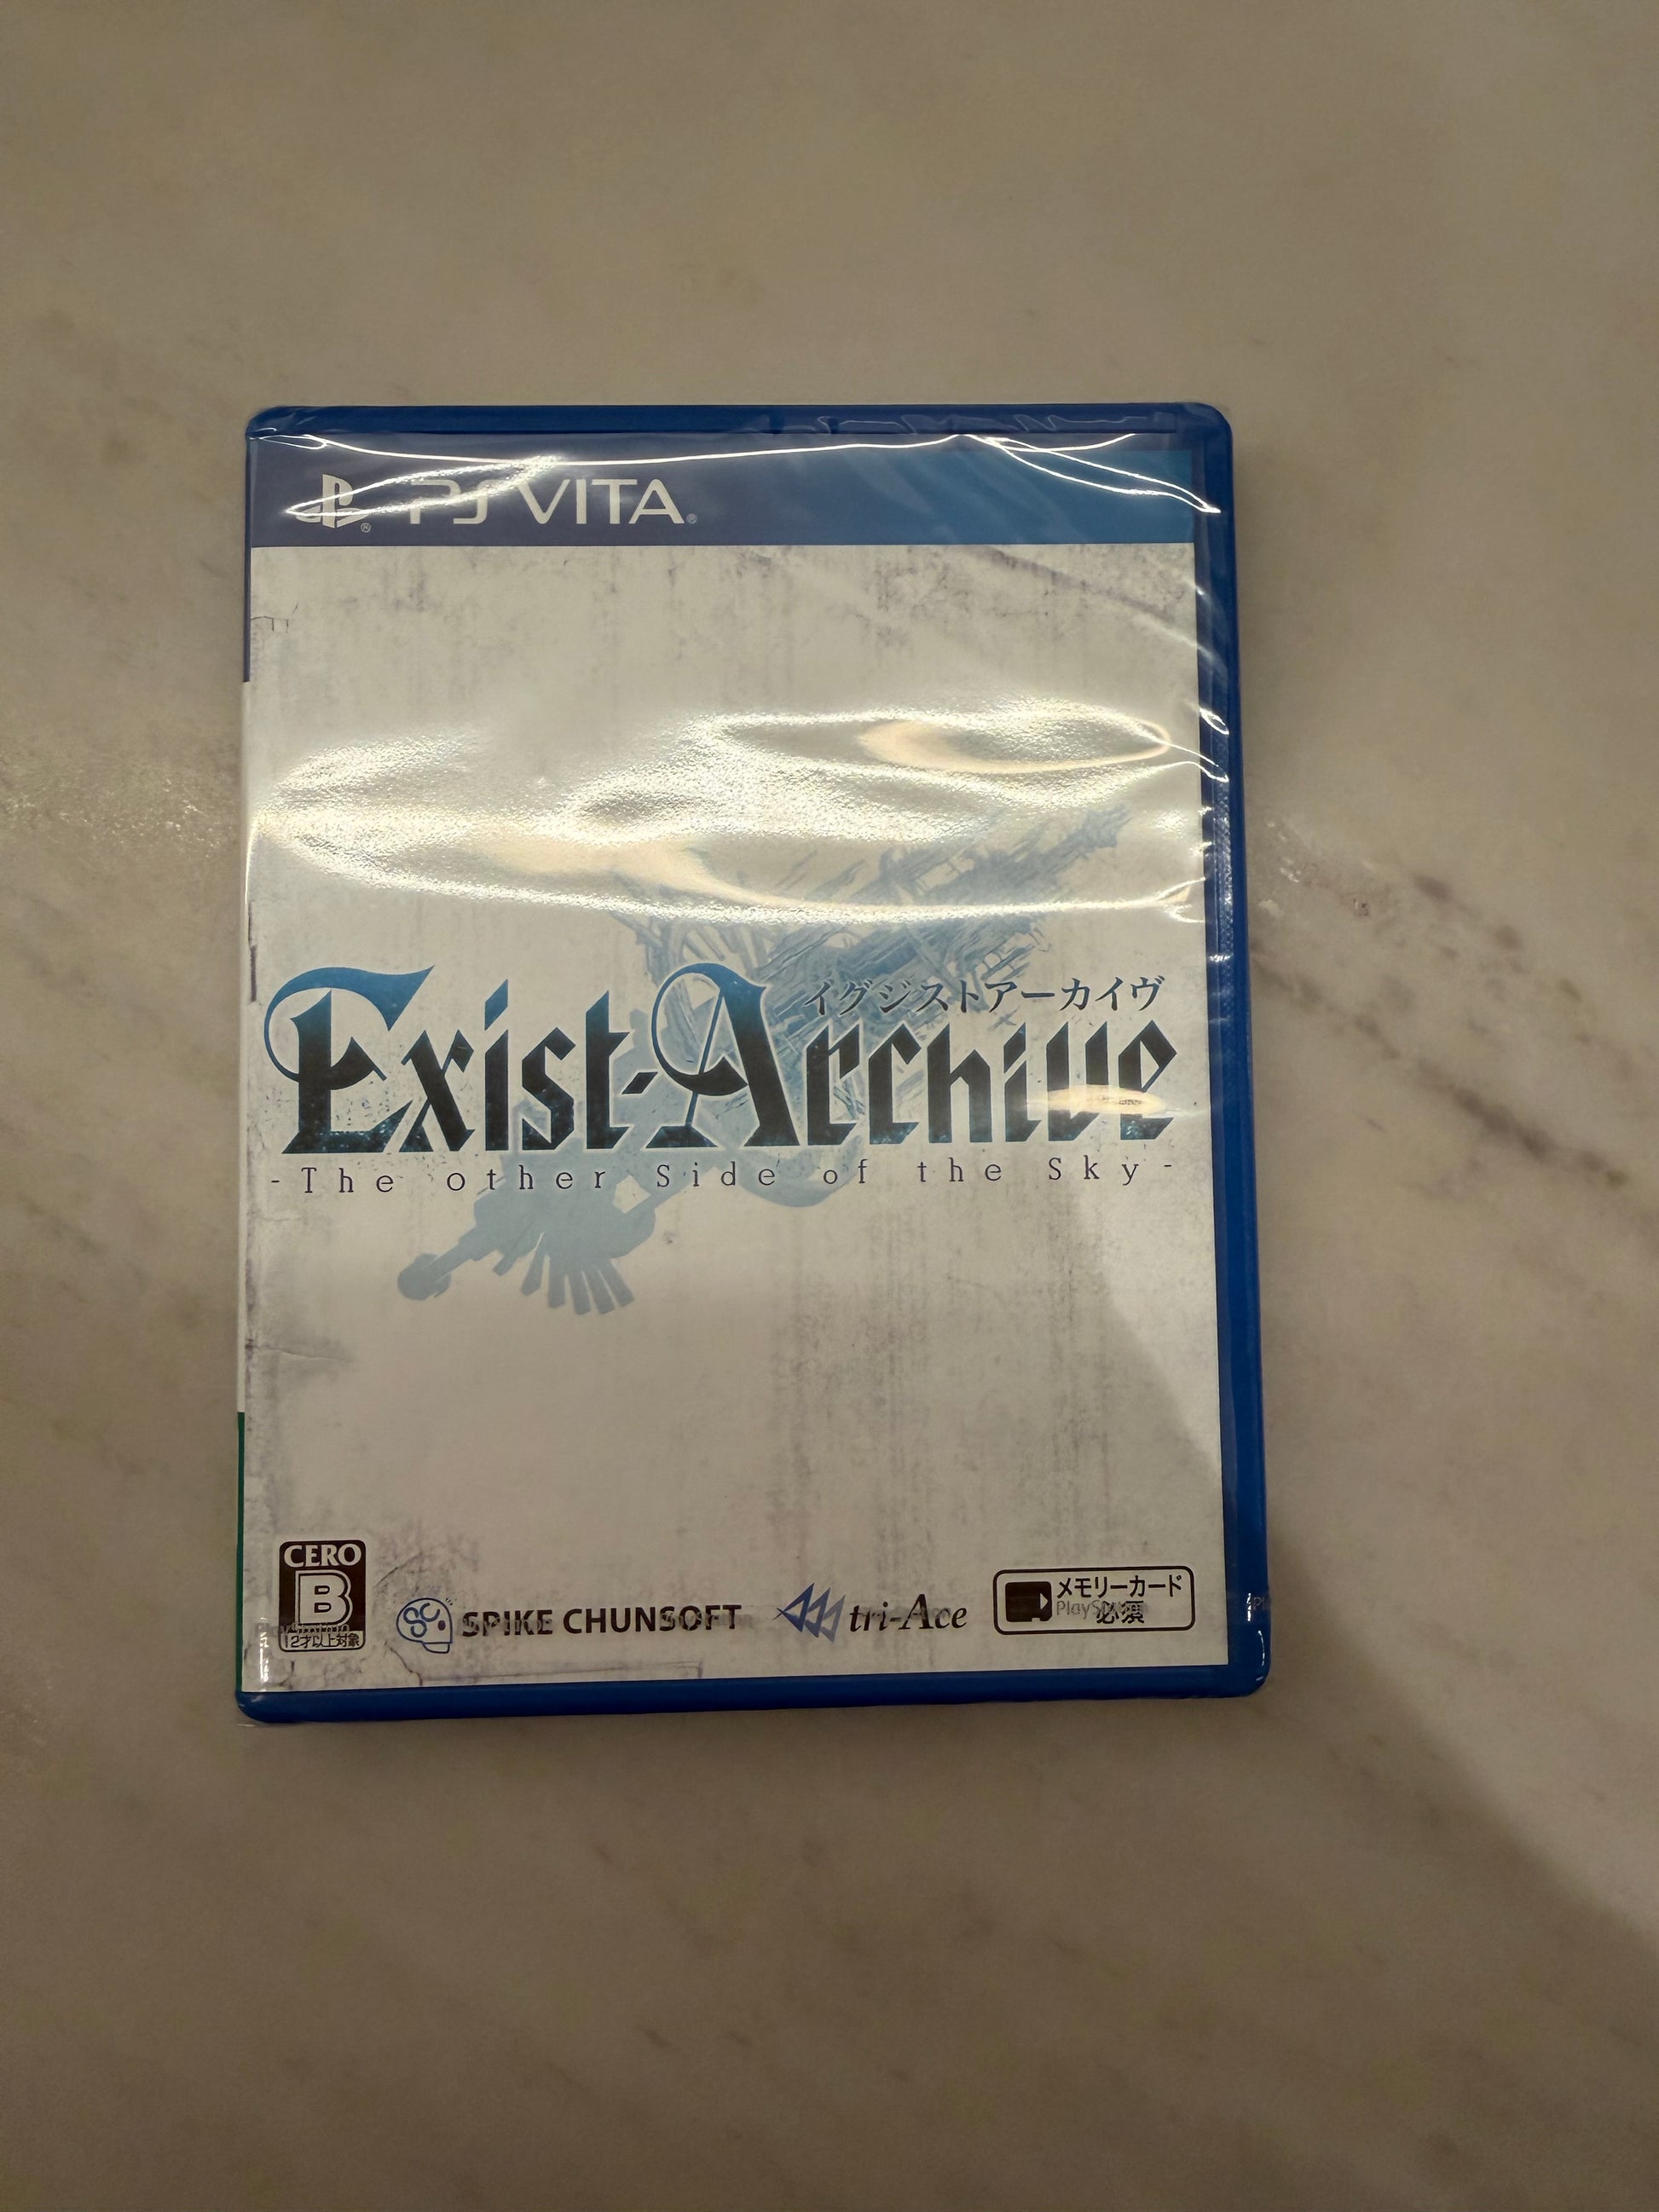 PS VITA
イグジストアーカイヴ
Exist Archive
-The other Side of the Sky-
CERO
B
12才以上対象
SPIKE CHUNSOFT
tri-Ace
メモリーカード
必須